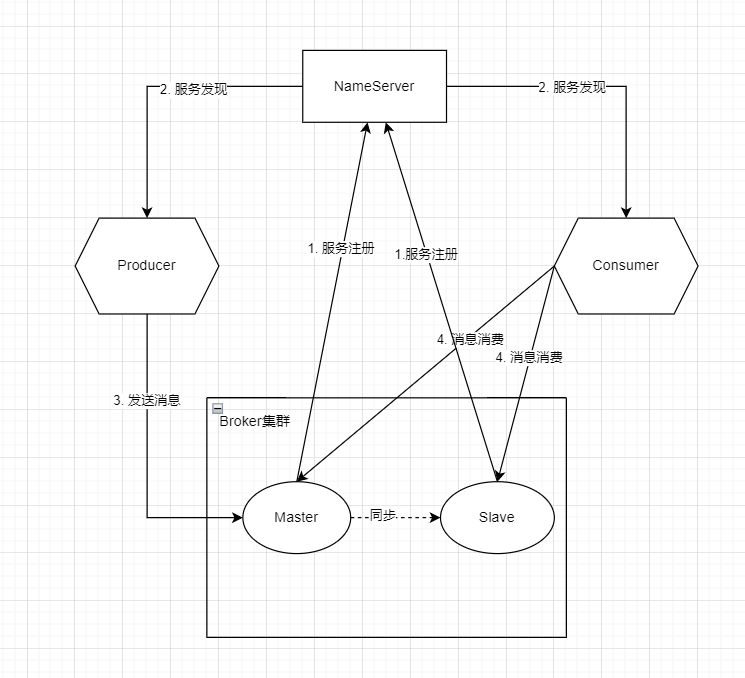 NameServer
2. 服务发现
2. 服务发现
Producer
Consumer
1. 服务注册
1.服务注册
4. 消息消费
4. 消息消费
3. 发送消息
Broker集群
Master
同步
Slave